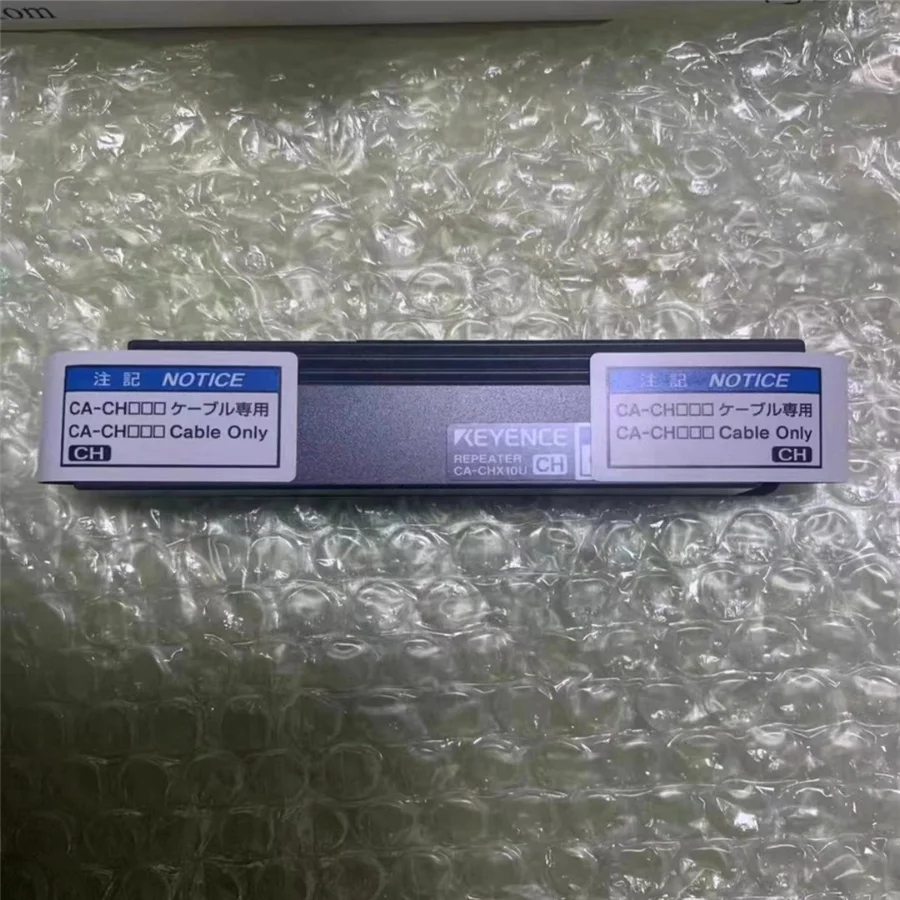 om
注記 NOTICE
CA-CH□□□ ケーブル専用
CA-CH□□□ Cable Only
CH
KEYENCE
REPEATER
CA-CHX10U CH
注記 NOTICE
CA-CH□□□ ケーブル専用
CA-CH□□□ Cable Only
CH